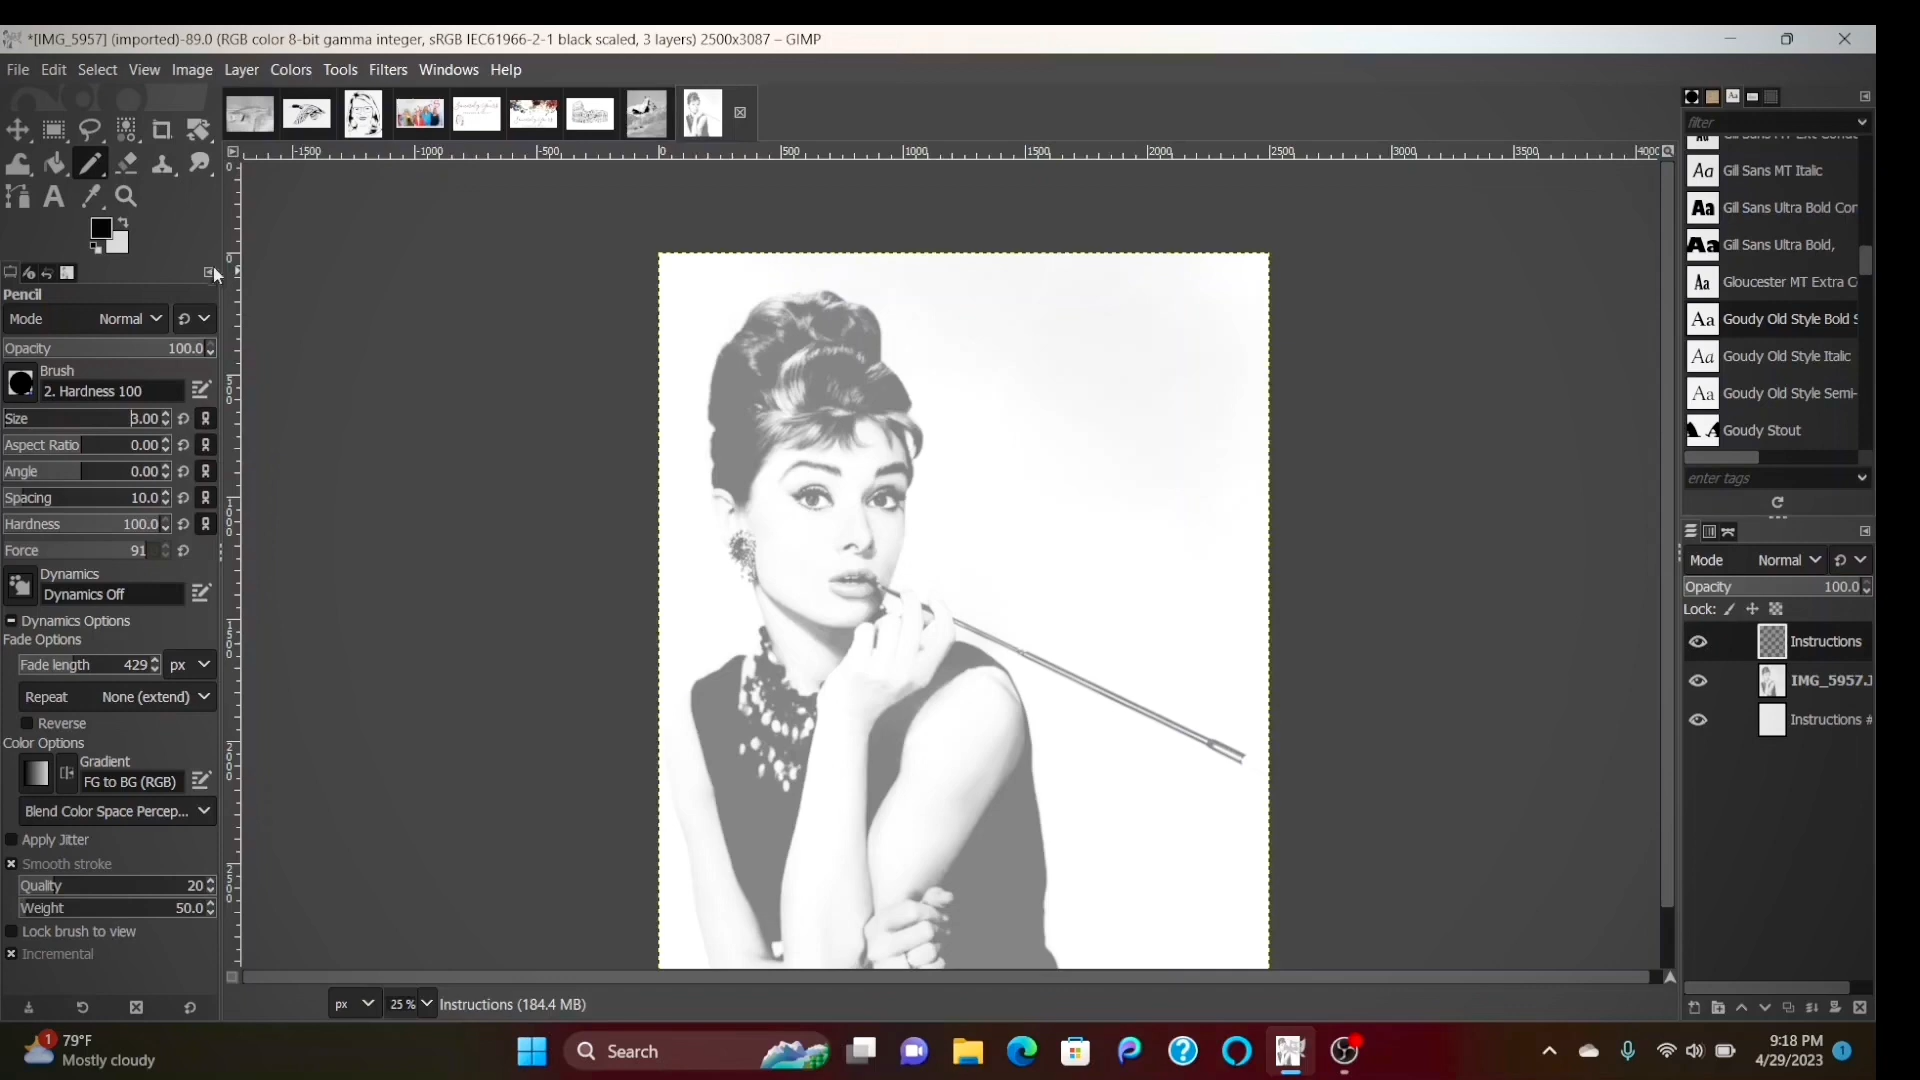 *[IMG_5957] (imported)-89.0 (RGB color 8-bit gamma integer, sRGB IEC61966-2-1 black scaled, 3 layers) 2500x3087 – GIMP
File Edit Select View Image Layer Colors Tools Filters Windows Help
filter
-1500 -1000 -500 0 500 1000 1500 2000 2500 3000 3500 4000
Gill Sans MT Italic
Gill Sans Ultra Bold Con
Gill Sans Ultra Bold,
Gloucester MT Extra C
Goudy Old Style Bold S
Goudy Old Style Italic
Goudy Old Style Semi-
Goudy Stout
enter tags
Pencil
Mode Normal
Opacity 100.0
Brush
2. Hardness 100
Size 3.00
Aspect Ratio 0.00
Angle 0.00
Spacing 10.0
Hardness 100.0
Force 91
Dynamics
Dynamics Off
Dynamics Options
Fade Options
Fade length 429 px
Repeat None (extend)
Reverse
Color Options
Gradient
FG to BG (RGB)
Blend Color Space Percep...
Apply Jitter
Smooth stroke
Quality 20
Weight 50.0
Lock brush to view
Incremental
Mode Normal
Opacity 100.0
Lock:
Instructions
IMG_5957.J
Instructions #
px 25 % Instructions (184.4 MB)
79°F
Mostly cloudy
Search
9:18 PM
4/29/2023